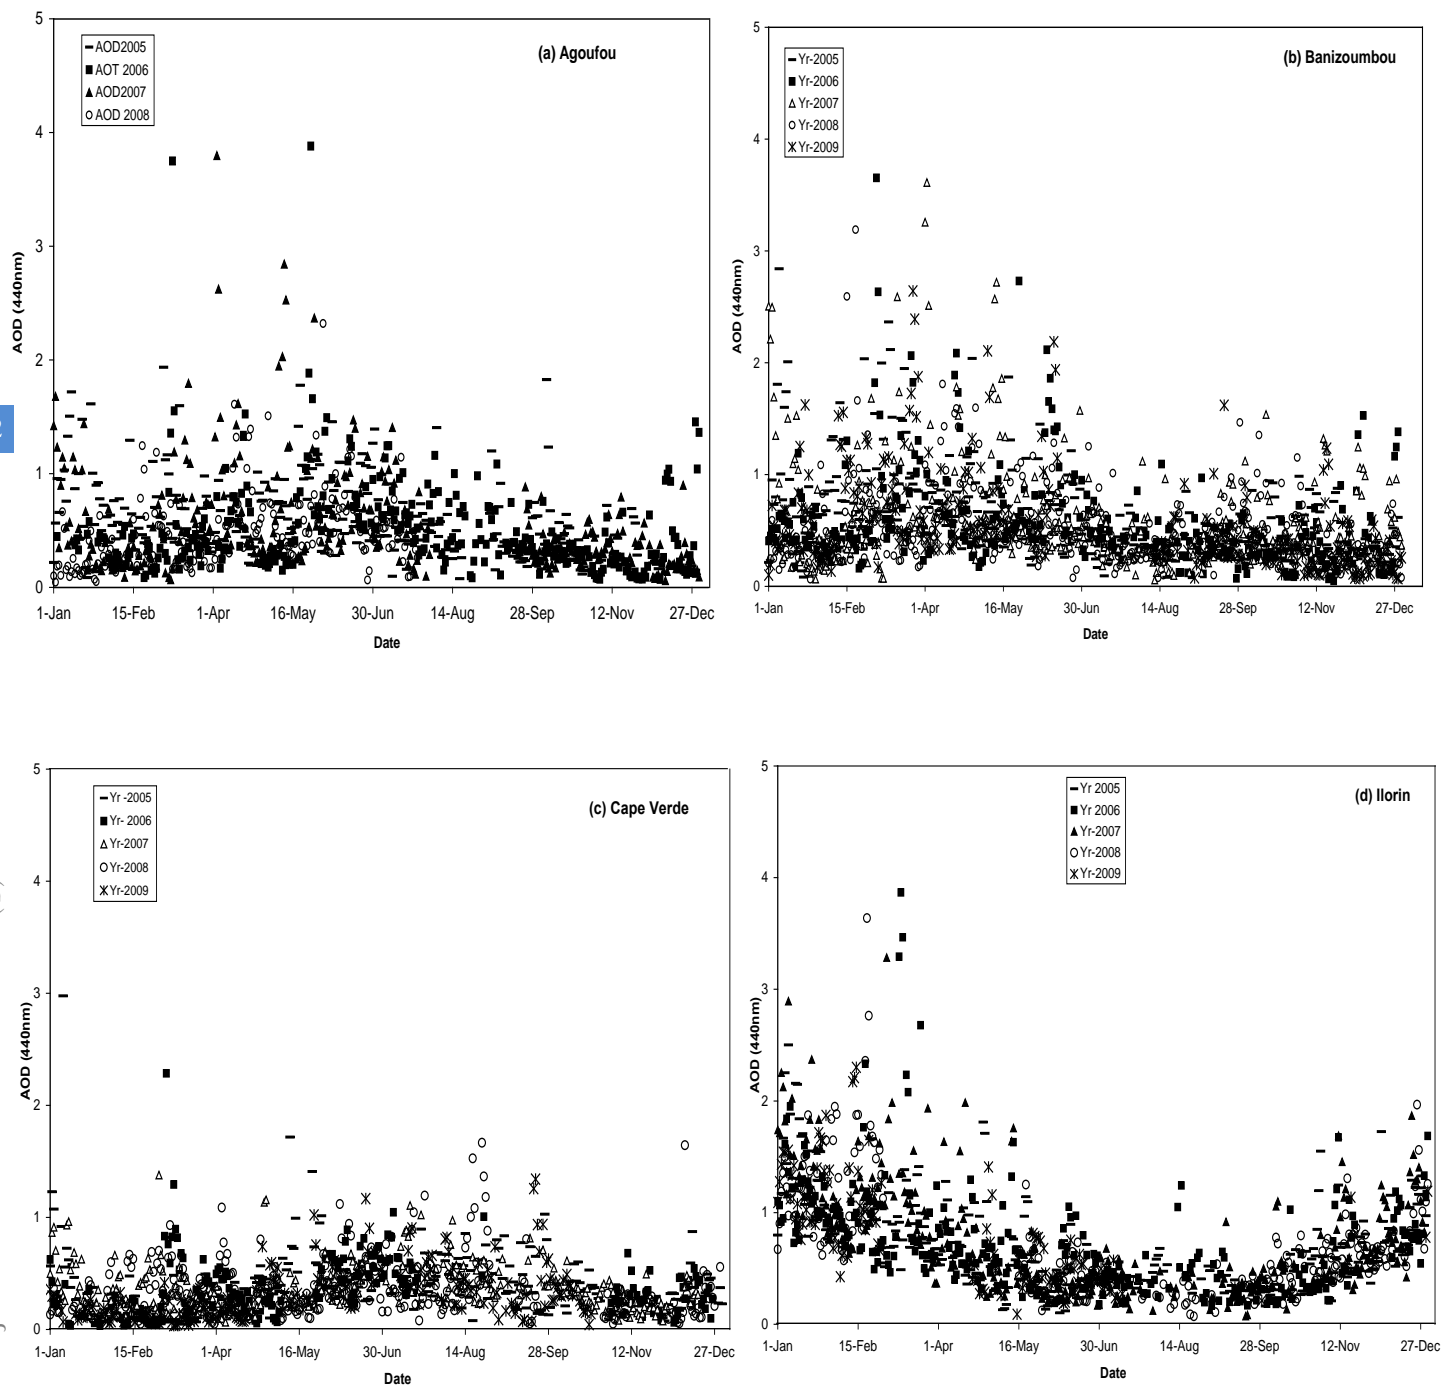 5
4
3
2
1
0
AOD (440nm)
AOD2005
AOT 2006
AOD2007
AOD 2008
(a) Agoufou
1-Jan 15-Feb 1-Apr 16-May 30-Jun 14-Aug 28-Sep 12-Nov 27-Dec
Date
5
4
3
2
1
0
AOD (440nm)
Yr-2005
Yr-2006
Yr-2007
Yr-2008
Yr-2009
(b) Banizoumbou
1-Jan 15-Feb 1-Apr 16-May 30-Jun 14-Aug 28-Sep 12-Nov 27-Dec
Date
5
4
3
2
1
0
AOD (440nm)
Yr -2005
Yr- 2006
Yr-2007
Yr-2008
Yr-2009
(c) Cape Verde
1-Jan 15-Feb 1-Apr 16-May 30-Jun 14-Aug 28-Sep 12-Nov 27-Dec
Date
5
4
3
2
1
0
AOD (440nm)
Yr 2005
Yr 2006
Yr-2007
Yr-2008
Yr-2009
(d) Ilorin
1-Jan 15-Feb 1-Apr 16-May 30-Jun 14-Aug 28-Sep 12-Nov 27-Dec
Date